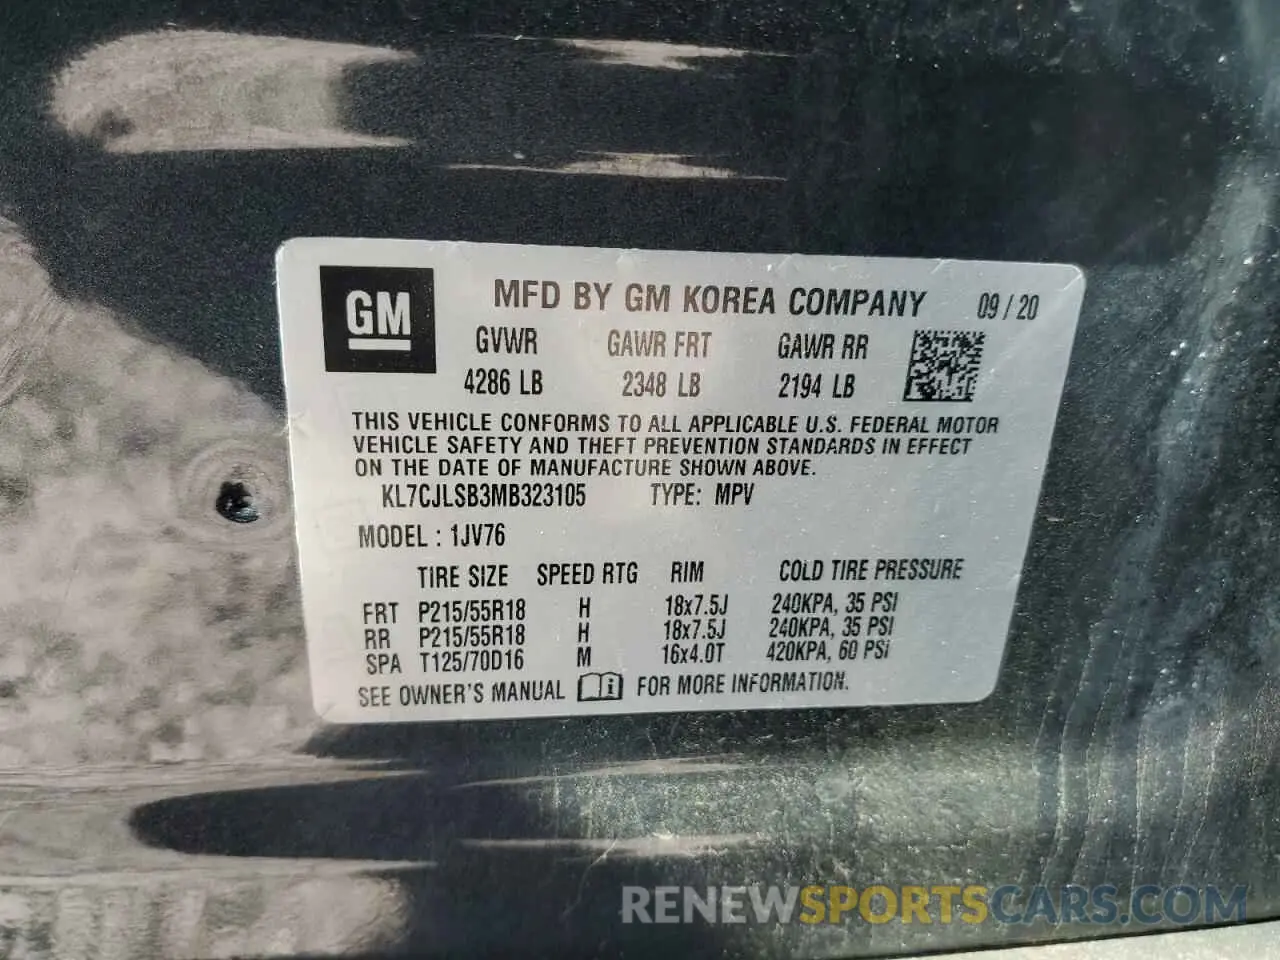 GM
MFD BY GM KOREA COMPANY 09/20
GVWR GAWR FRT GAWR RR
4286 LB 2348 LB 2194 LB
THIS VEHICLE CONFORMS TO ALL APPLICABLE U.S. FEDERAL MOTOR
VEHICLE SAFETY AND THEFT PREVENTION STANDARDS IN EFFECT
ON THE DATE OF MANUFACTURE SHOWN ABOVE.
KL7CJLSB3MB323105 TYPE: MPV
MODEL : 1JV76
TIRE SIZE SPEED RTG RIM COLD TIRE PRESSURE
FRT P215/55R18 H 18x7.5J 240KPA, 35 PSI
RR P215/55R18 H 18x7.5J 240KPA, 35 PSI
SPA T125/70D16 M 16x4.0T 420KPA, 60 PSI
SEE OWNER'S MANUAL i FOR MORE INFORMATION.
RENEWSPORTSCARS.COM